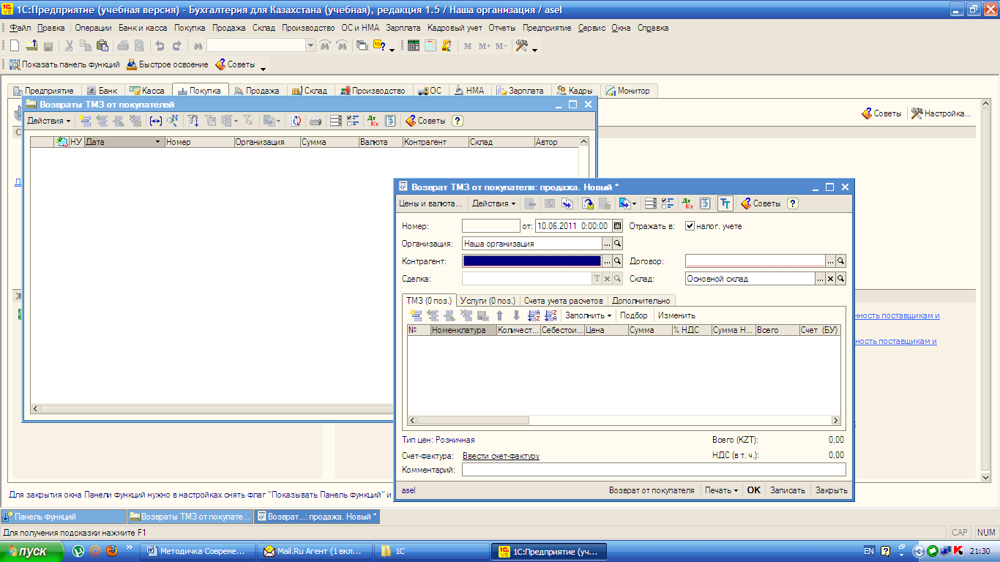 1С:Предприятие (учебная версия) - Бухгалтерия для Казахстана (учебная), редакция 1.5 / Наша организация / asel
Файл Правка Операции Банк и касса Покупка Продажа Склад Производство ОС и НМА Зарплата Кадровый учет Отчеты Предприятие Сервис Окна Справка
M M+ M-
Показать панель функций Быстрое освоение Советы
Предприятие Банк Касса Покупка Продажа Склад Производство ОС НМА Зарплата Кадры Монитор
Возвраты ТМЗ от покупателей
Советы Настройка...
Действия Советы
НУ Дата Номер Организация Сумма Валюта Контрагент Склад Автор
Возврат ТМЗ от покупателя: продажа. Новый *
Цены и валюта... Действия Советы
Номер: от: 10.06.2011 0:00:00 Отражать в: налог. учете
Организация: Наша организация
Контрагент: Договор:
Сделка: Т Склад: Основной склад
ТМЗ (0 поз.) Услуги (0 поз.) Счета учета расчетов Дополнительно
Заполнить Подбор Изменить
№ Номенклатура Количест... Себестои... Цена Сумма % НДС Сумма Н... Всего Счет (БУ)
нность поставщикам и
ность поставщикам и
Тип цен: Розничная Всего (KZT): 0,00
Счет-фактура: Ввести счет-фактуру НДС (в т. ч.): 0,00
Комментарий:
asel Возврат от покупателя Печать OK Записать Закрыть
Для закрытия окна Панели функций нужно в настройках снять флаг "Показывать Панель функций" и
Панель функций Возвраты ТМЗ от покупате... Возврат...: продажа. Новый *
Для получения подсказки нажмите F1 CAP NUM
пуск Методичка Совреме... Mail.Ru Агент (1 вкл... 1С 1С:Предприятие (уч... EN 21:30